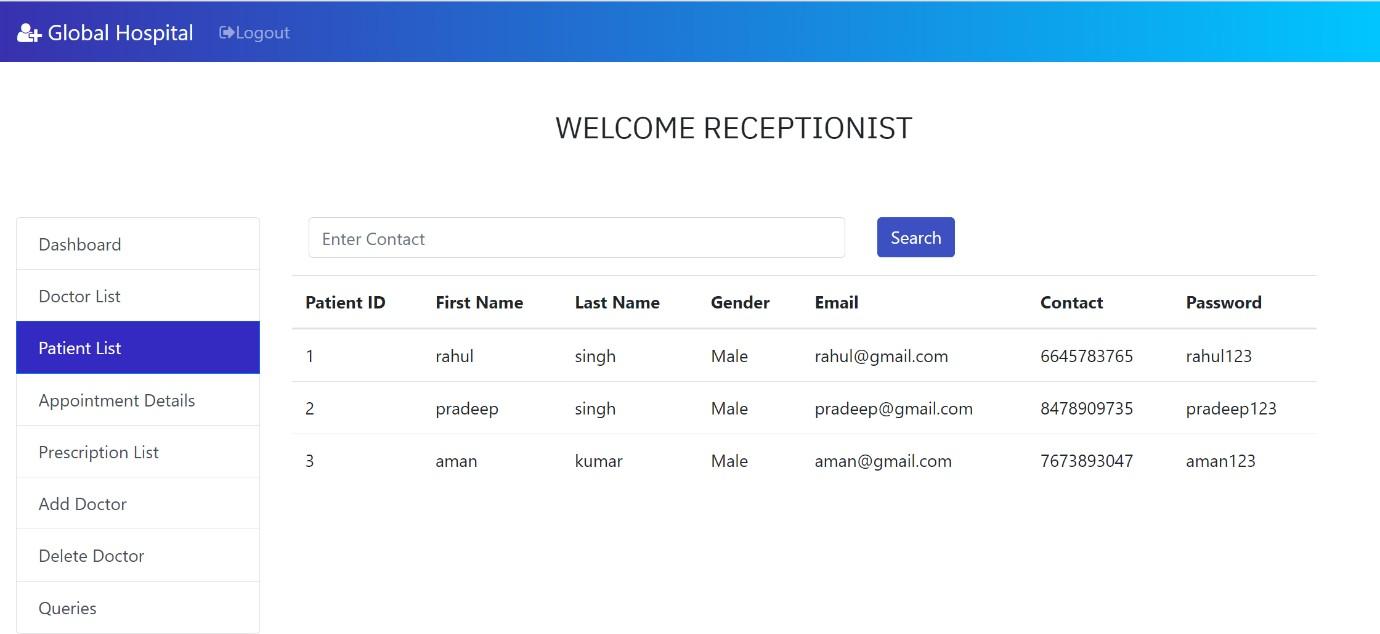 Global Hospital Logout
WELCOME RECEPTIONIST
Dashboard
Doctor List
Patient List
Appointment Details
Prescription List
Add Doctor
Delete Doctor
Queries
Enter Contact Search
Patient ID First Name Last Name Gender Email Contact Password
1 rahul singh Male rahul@gmail.com 6645783765 rahul123
2 pradeep singh Male pradeep@gmail.com 8478909735 pradeep123
3 aman kumar Male aman@gmail.com 7673893047 aman123